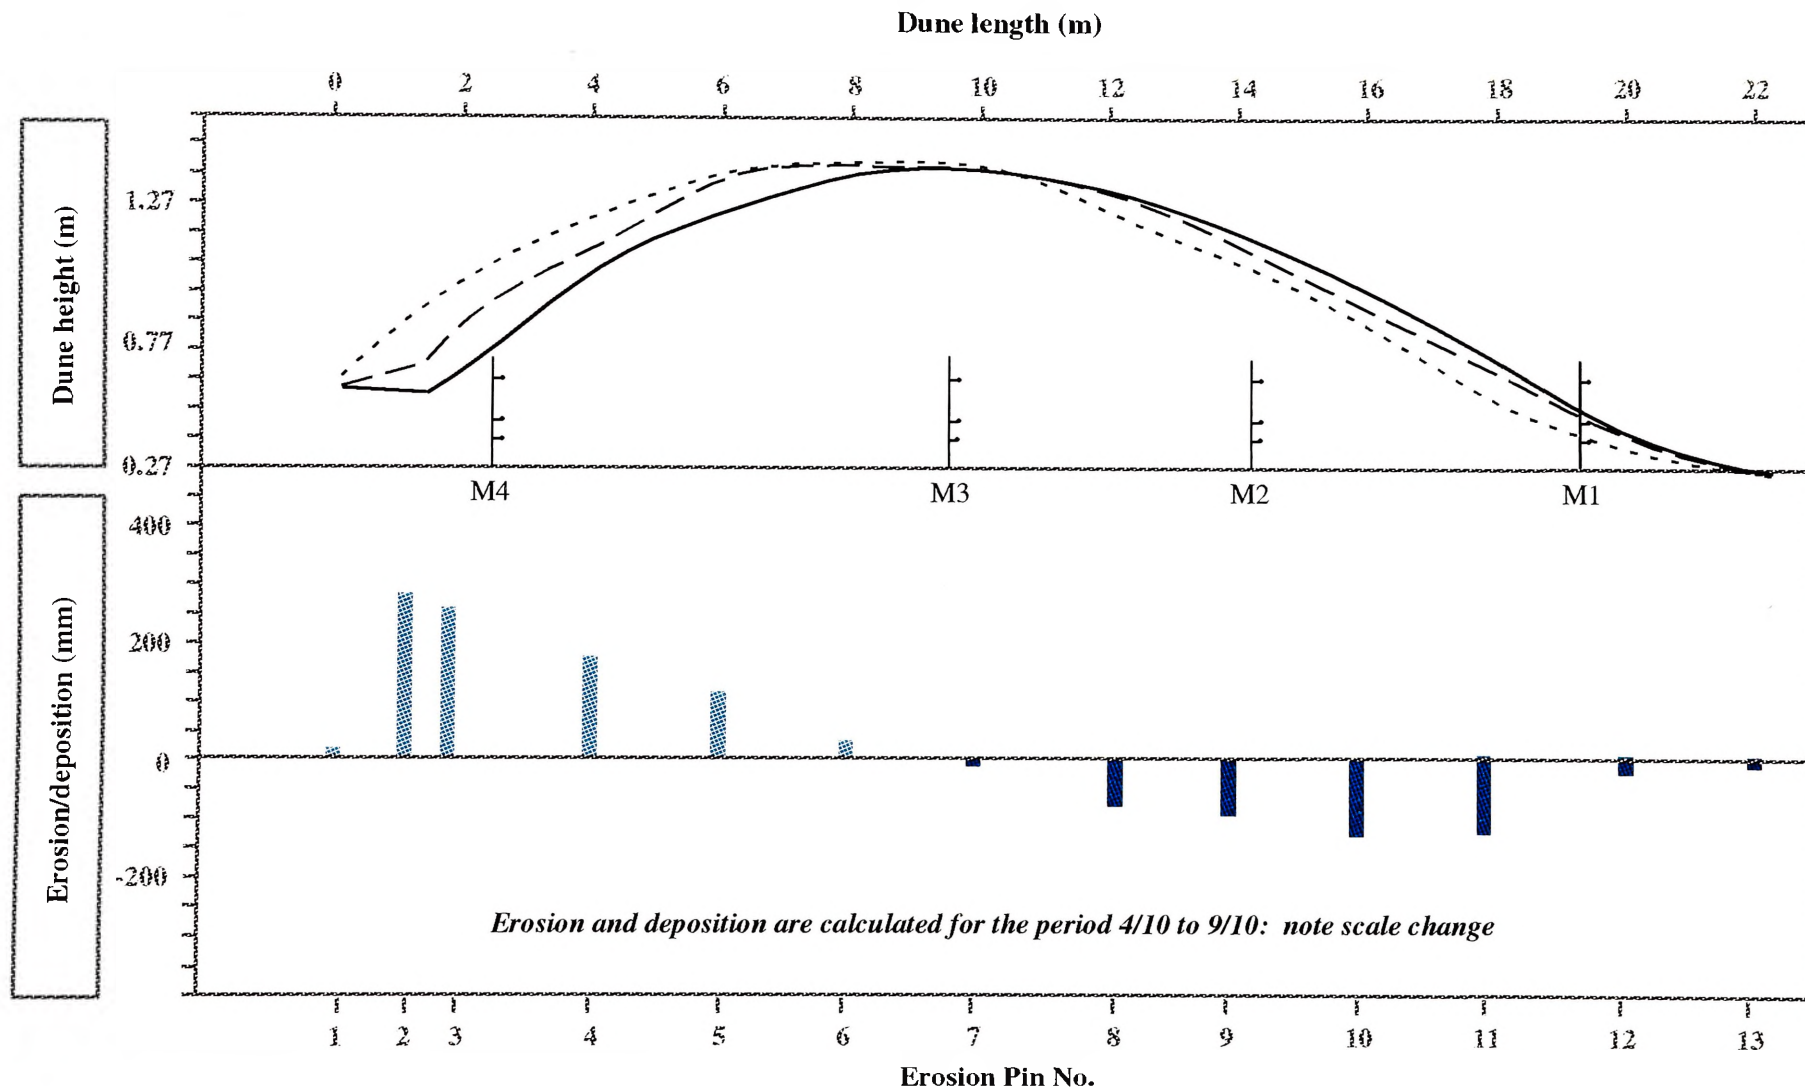 Dune length (m)
0 2 4 6 8 10 12 14 16 18 20 22
Dune height (m)
1.27
0.77
0.27
M4 M3 M2 M1
Erosion/deposition (mm)
400
200
0
-200
Erosion and deposition are calculated for the period 4/10 to 9/10: note scale change
1 2 3 4 5 6 7 8 9 10 11 12 13
Erosion Pin No.